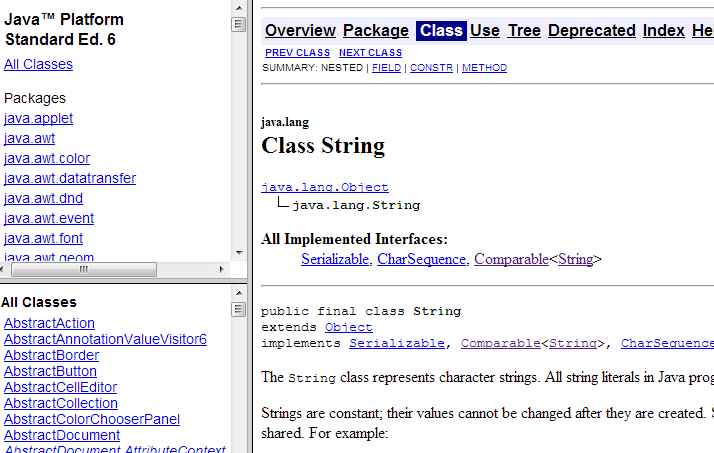 Java™ Platform
Standard Ed. 6
All Classes
Packages
java.applet
java.awt
java.awt.color
java.awt.datatransfer
java.awt.dnd
java.awt.event
java.awt.font
java.awt.geom
All Classes
AbstractAction
AbstractAnnotationValueVisitor6
AbstractBorder
AbstractButton
AbstractCellEditor
AbstractCollection
AbstractColorChooserPanel
AbstractDocument
AbstractDocument.AttributeContext
Overview Package Class Use Tree Deprecated Index He
PREV CLASS NEXT CLASS
SUMMARY: NESTED | FIELD | CONSTR | METHOD
java.lang
Class String
java.lang.Object
java.lang.String
All Implemented Interfaces:
Serializable, CharSequence, Comparable<String>
public final class String
extends Object
implements Serializable, Comparable<String>, CharSequence
The String class represents character strings. All string literals in Java prog
Strings are constant; their values cannot be changed after they are created. S
shared. For example: